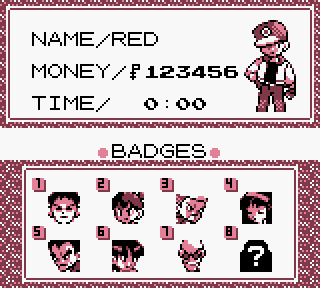 NAME/RED
MONEY/₽123456
TIME/ 0:00
●BADGES●
1 2 3 4
5 6 7 8
?